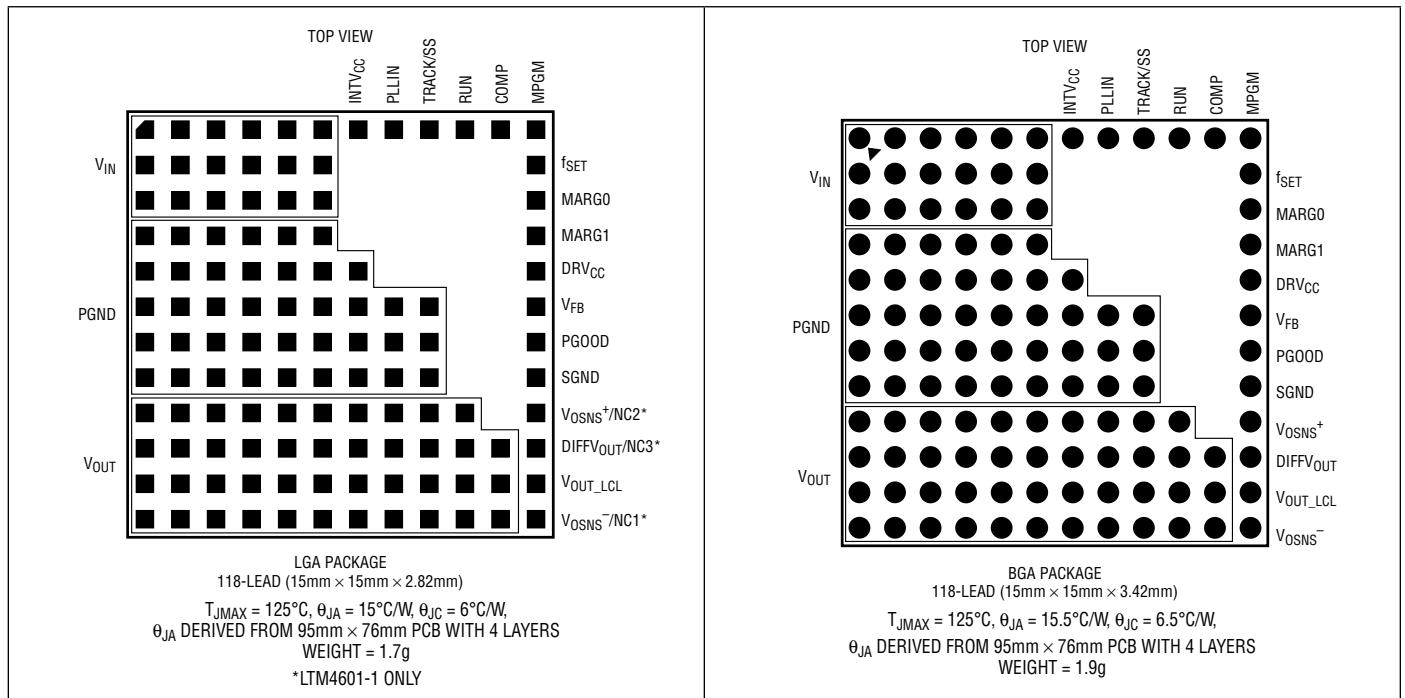 TOP VIEW
INTVCC
PLLIN
TRACK/SS
RUN
COMP
MPGM
VIN
fSET
MARG0
MARG1
DRVCC
PGND
VFB
PGOOD
SGND
VOSNS+/NC2*
DIFFVOUT/NC3*
VOUT
VOUT_LCL
VOSNS–/NC1*
LGA PACKAGE
118-LEAD (15mm × 15mm × 2.82mm)
TJMAX = 125°C, θJA = 15°C/W, θJC = 6°C/W,
θJA DERIVED FROM 95mm × 76mm PCB WITH 4 LAYERS
WEIGHT = 1.7g
*LTM4601-1 ONLY
TOP VIEW
INTVCC
PLLIN
TRACK/SS
RUN
COMP
MPGM
VIN
fSET
MARG0
MARG1
DRVCC
PGND
VFB
PGOOD
SGND
VOSNS+
DIFFVOUT
VOUT
VOUT_LCL
VOSNS–
BGA PACKAGE
118-LEAD (15mm × 15mm × 3.42mm)
TJMAX = 125°C, θJA = 15.5°C/W, θJC = 6.5°C/W,
θJA DERIVED FROM 95mm × 76mm PCB WITH 4 LAYERS
WEIGHT = 1.9g